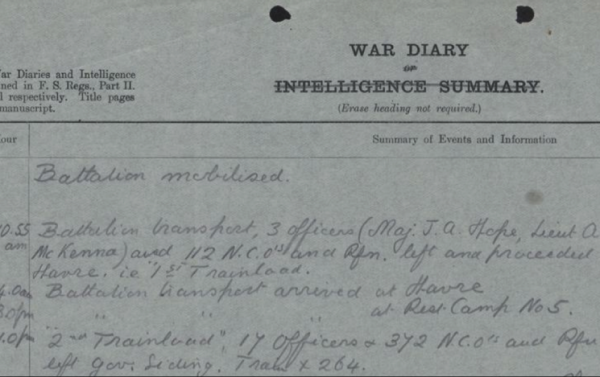 WAR DIARY
or
INTELLIGENCE SUMMARY.
(Erase heading not required.)
ar Diaries and Intelligence
ned in F. S. Regs., Part II.
respectively. Title pages
manuscript.
our
Summary of Events and Information
Battalion mobilised.
0.55 Battalion transport, 3 officers (Maj. J.A. Hope, Lieut A
am McKenna) and 112 N.C.Os and Rfn. left and proceeded
Havre. ie "1st Trainload.
Battalion transport arrived at Havre
" " " at Rest Camp No 5.
"2nd Trainload", 17 Officers & 372 N.C.Os and Rfn
left Gov. Siding. Train x 264.